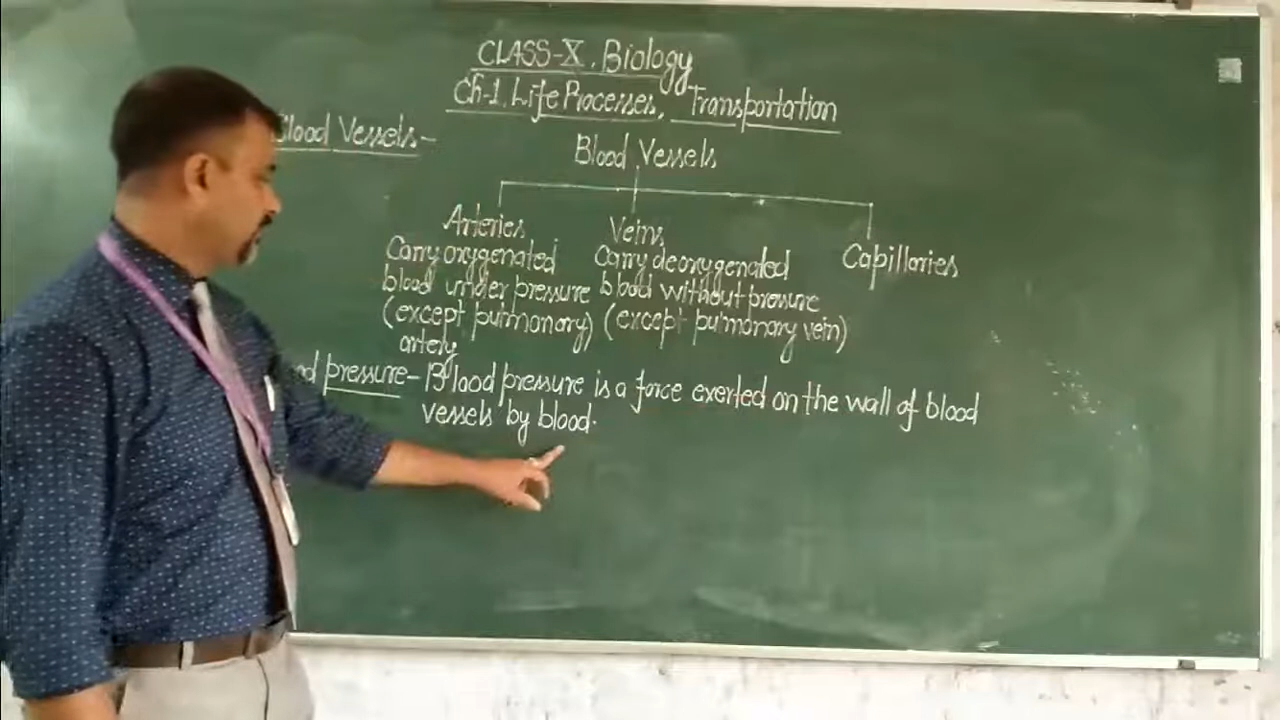 CLASS-X. Biology
Ch-1. Life Processes. Transportation
Blood Vessels-
Blood Vessels
Arteries
Carry oxygenated
blood under pressure
(except pulmonary)
artery
Veins
Carry deoxygenated
blood without pressure
(except pulmonary vein)
Capillaries
pressure- Blood pressure is a force exerted on the wall of blood
vessels by blood.